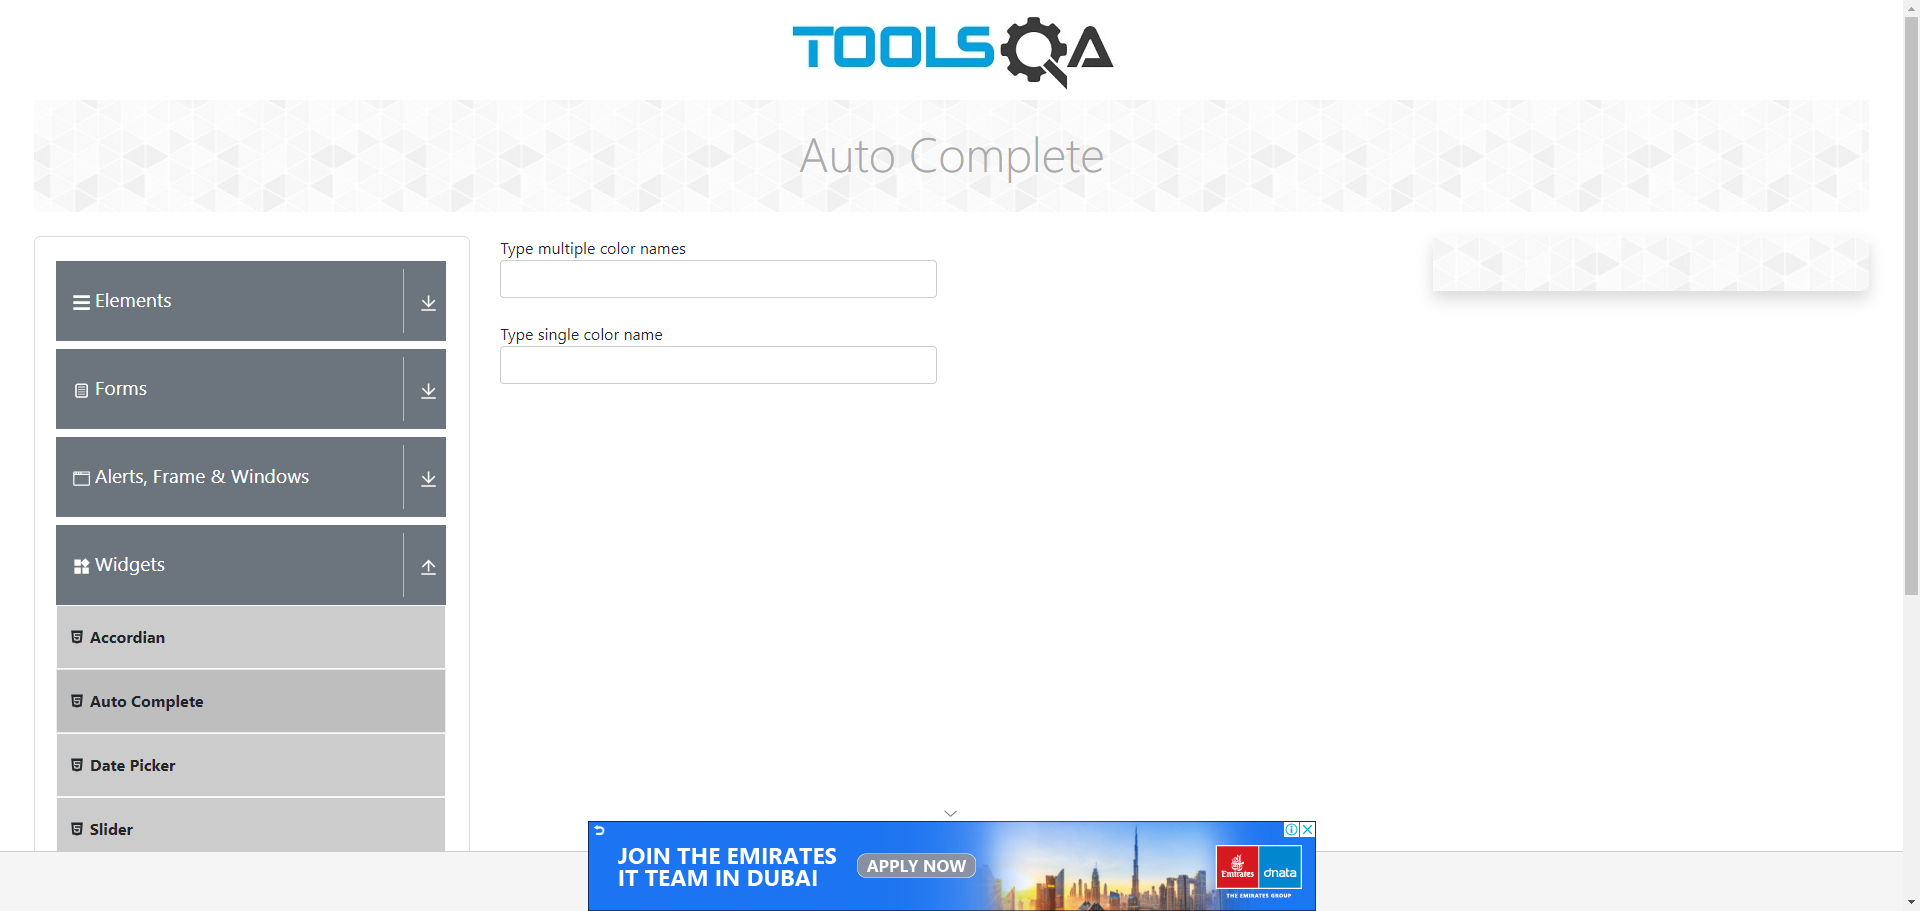 TOOLSQA
Auto Complete
Elements
Forms
Alerts, Frame & Windows
Widgets
Accordian
Auto Complete
Date Picker
Slider
Type multiple color names
Type single color name
JOIN THE EMIRATES
IT TEAM IN DUBAI
APPLY NOW
Emirates
dnata
THE EMIRATES GROUP